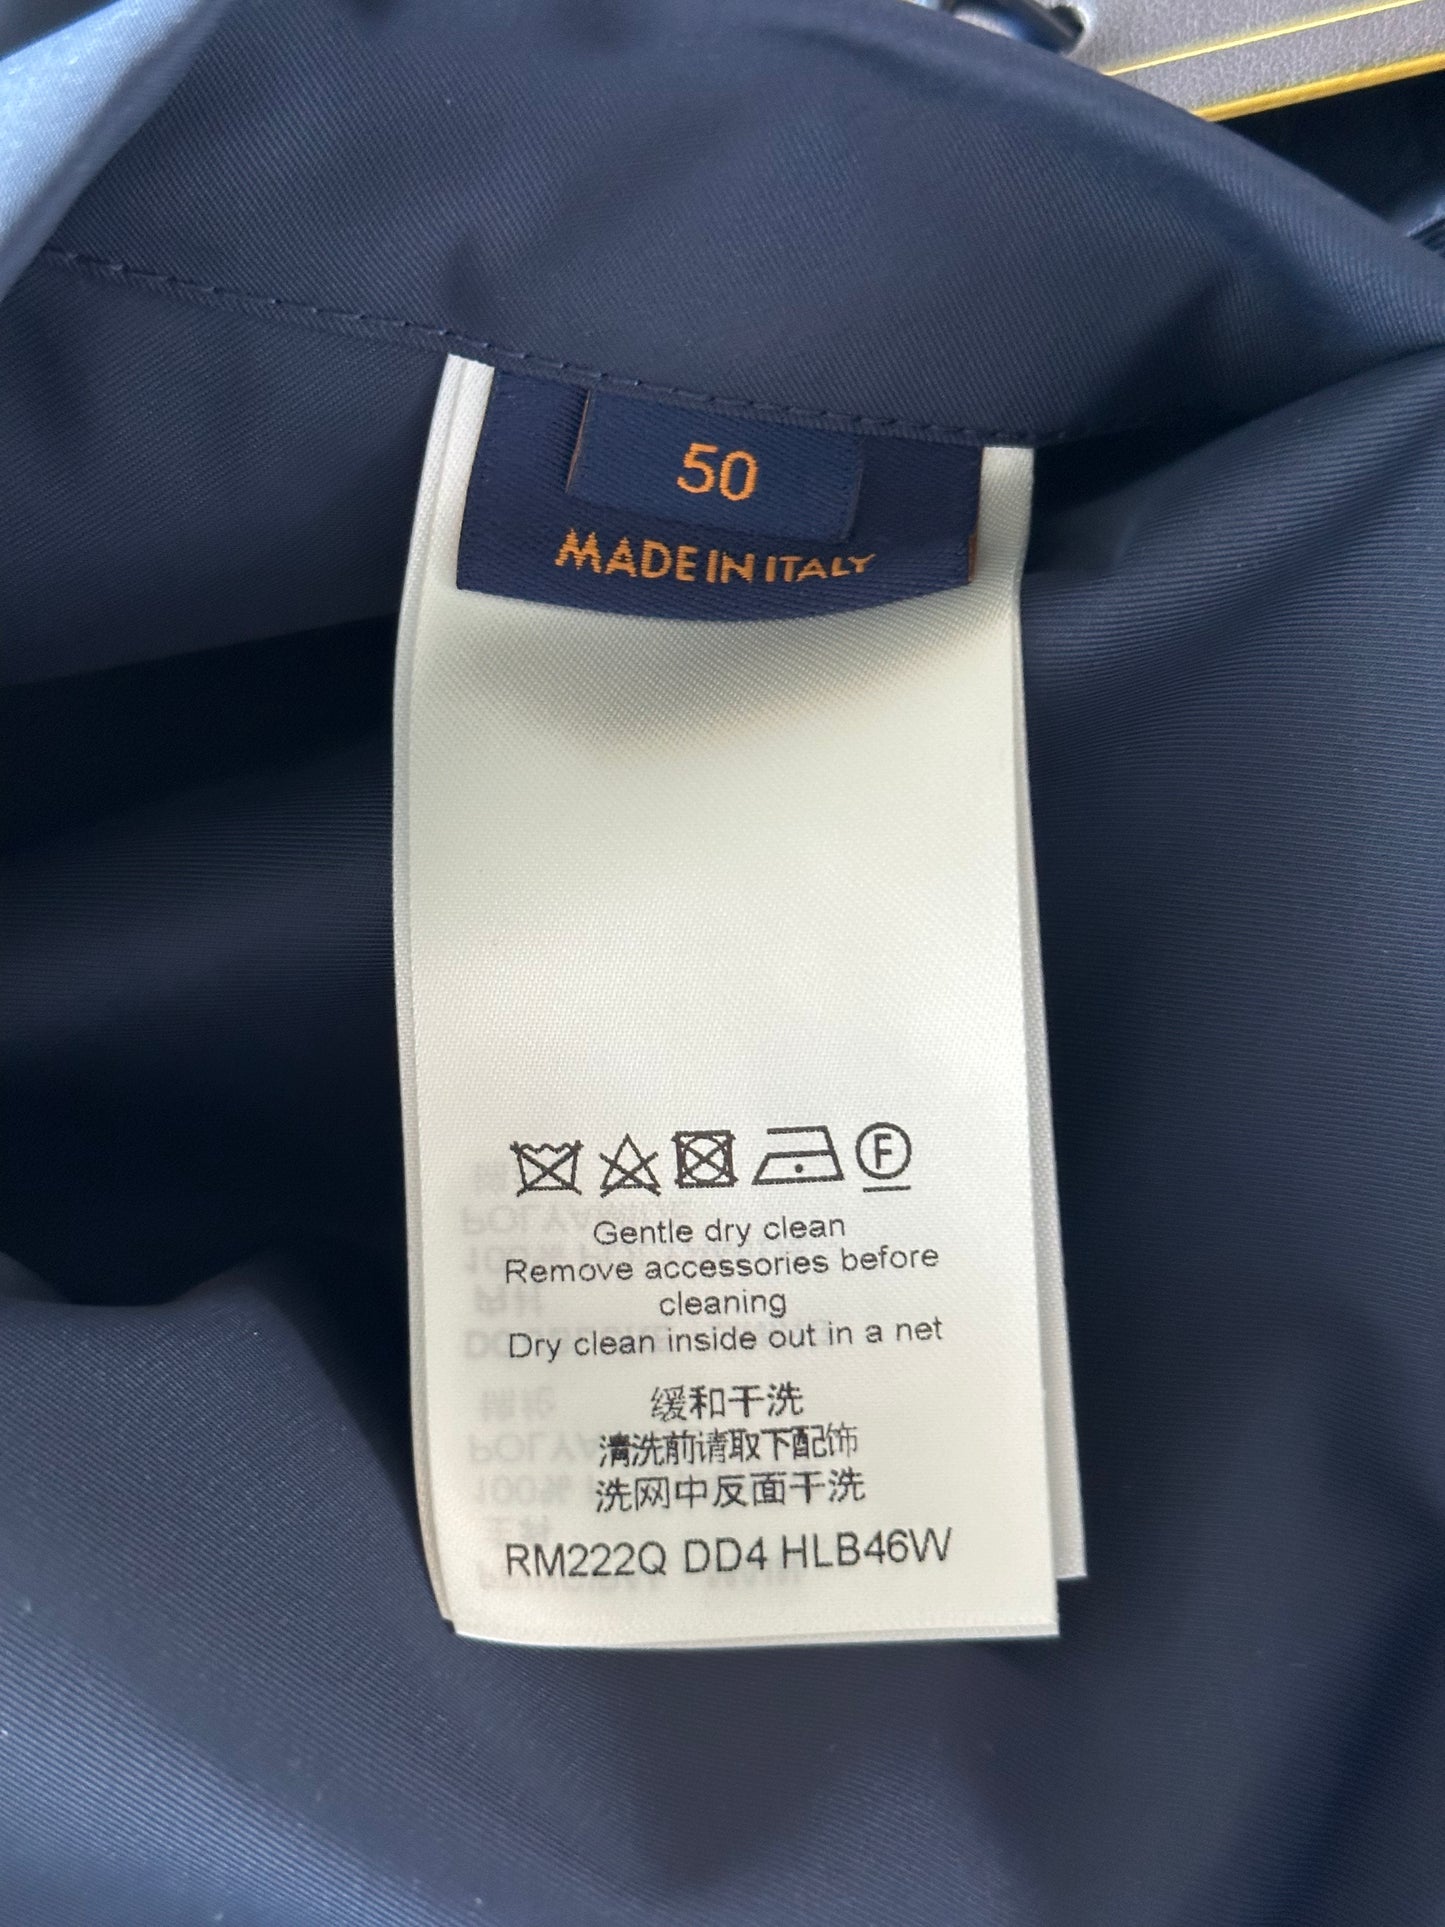 50
MADE IN ITALY
F
Gentle dry clean
Remove accessories before
cleaning
Dry clean inside out in a net
缓和干洗
清洗前请取下配饰
洗网中反面干洗
RM222Q DD4 HLB46W